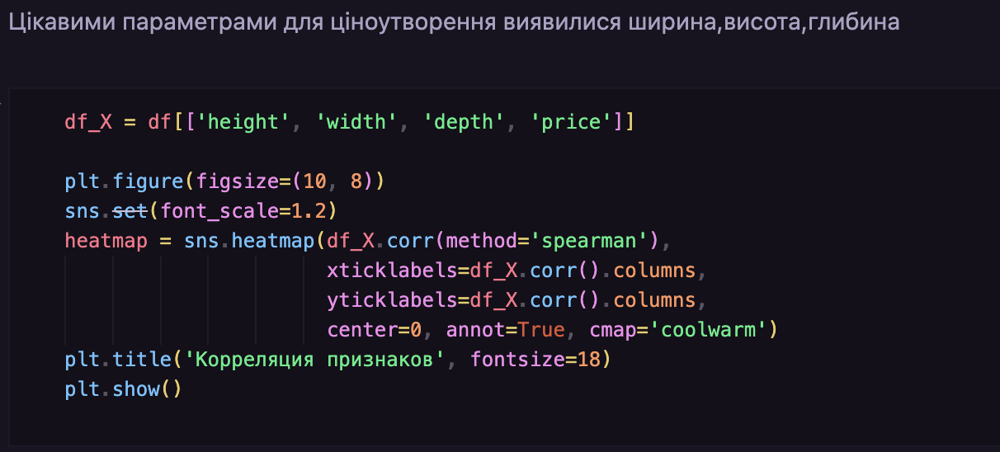 Цікавими параметрами для ціноутворення виявилися ширина,висота,глибина
df_X = df[['height', 'width', 'depth', 'price']]
plt.figure(figsize=(10, 8))
sns.set(font_scale=1.2)
heatmap = sns.heatmap(df_X.corr(method='spearman'),
xticklabels=df_X.corr().columns,
yticklabels=df_X.corr().columns,
center=0, annot=True, cmap='coolwarm')
plt.title('Корреляция признаков', fontsize=18)
plt.show()